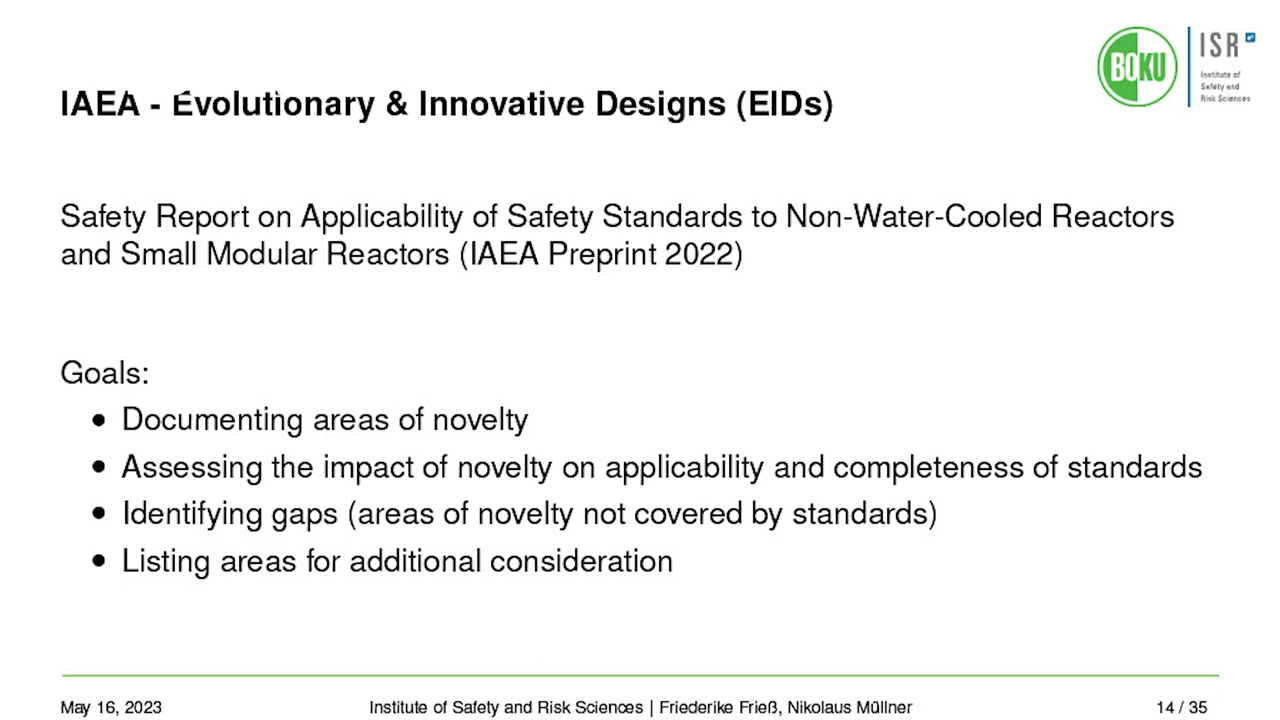 BOKU
ISR
Institute of
Safety and
Risk Sciences
IAEA - Evolutionary & Innovative Designs (EIDs)
Safety Report on Applicability of Safety Standards to Non-Water-Cooled Reactors
and Small Modular Reactors (IAEA Preprint 2022)
Goals:
• Documenting areas of novelty
• Assessing the impact of novelty on applicability and completeness of standards
• Identifying gaps (areas of novelty not covered by standards)
• Listing areas for additional consideration
May 16, 2023 Institute of Safety and Risk Sciences | Friederike Frieß, Nikolaus Müllner 14 / 35